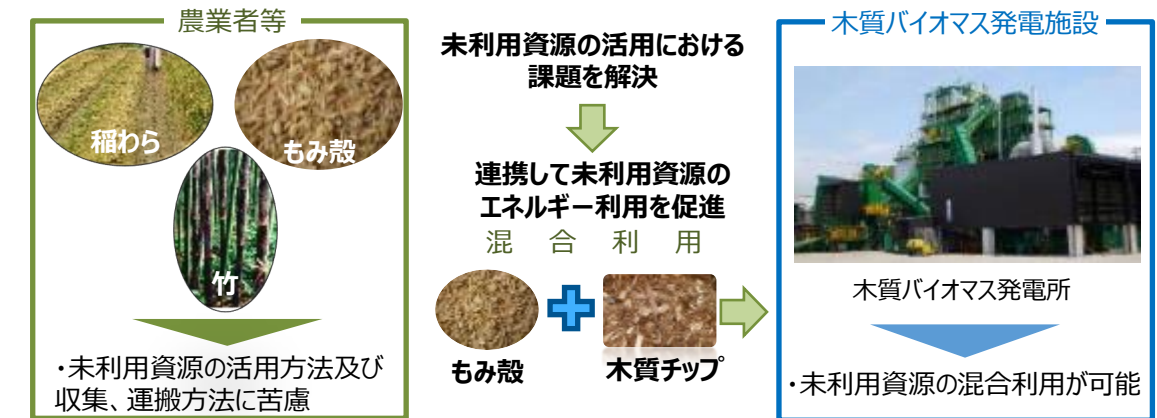 農業者等
稲わら
もみ殻
竹
・未利用資源の活用方法及び
収集、運搬方法に苦慮
未利用資源の活用における
課題を解決
連携して未利用資源の
エネルギー利用を促進
混合利用
もみ殻
木質チップ
木質バイオマス発電施設
木質バイオマス発電所
・未利用資源の混合利用が可能